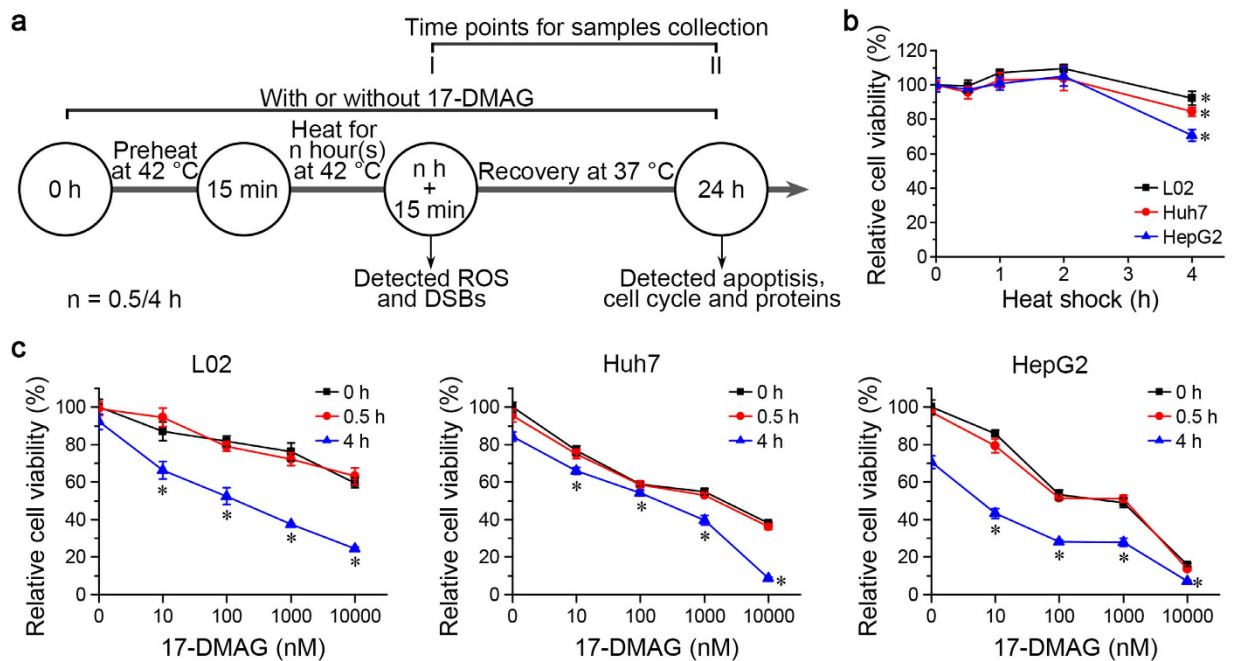 a
Time points for samples collection
I
II
With or without 17-DMAG
Preheat
at 42 °C
Heat for
n hour(s)
at 42 °C
Recovery at 37 °C
0 h
15 min
n h
+
15 min
24 h
Detected ROS
and DSBs
Detected apoptisis,
cell cycle and proteins
n = 0.5/4 h
b
Relative cell viability (%)
120
100
80
60
40
20
0
*
*
*
L02
Huh7
HepG2
0 1 2 3 4
Heat shock (h)
c
L02
Relative cell viability (%)
100
80
60
40
20
0
0 h
0.5 h
4 h
*
*
*
*
0 10 100 1000 10000
17-DMAG (nM)
Huh7
Relative cell viability (%)
100
80
60
40
20
0
0 h
0.5 h
4 h
*
*
*
*
0 10 100 1000 10000
17-DMAG (nM)
HepG2
Relative cell viability (%)
100
80
60
40
20
0
0 h
0.5 h
4 h
*
*
*
*
0 10 100 1000 10000
17-DMAG (nM)